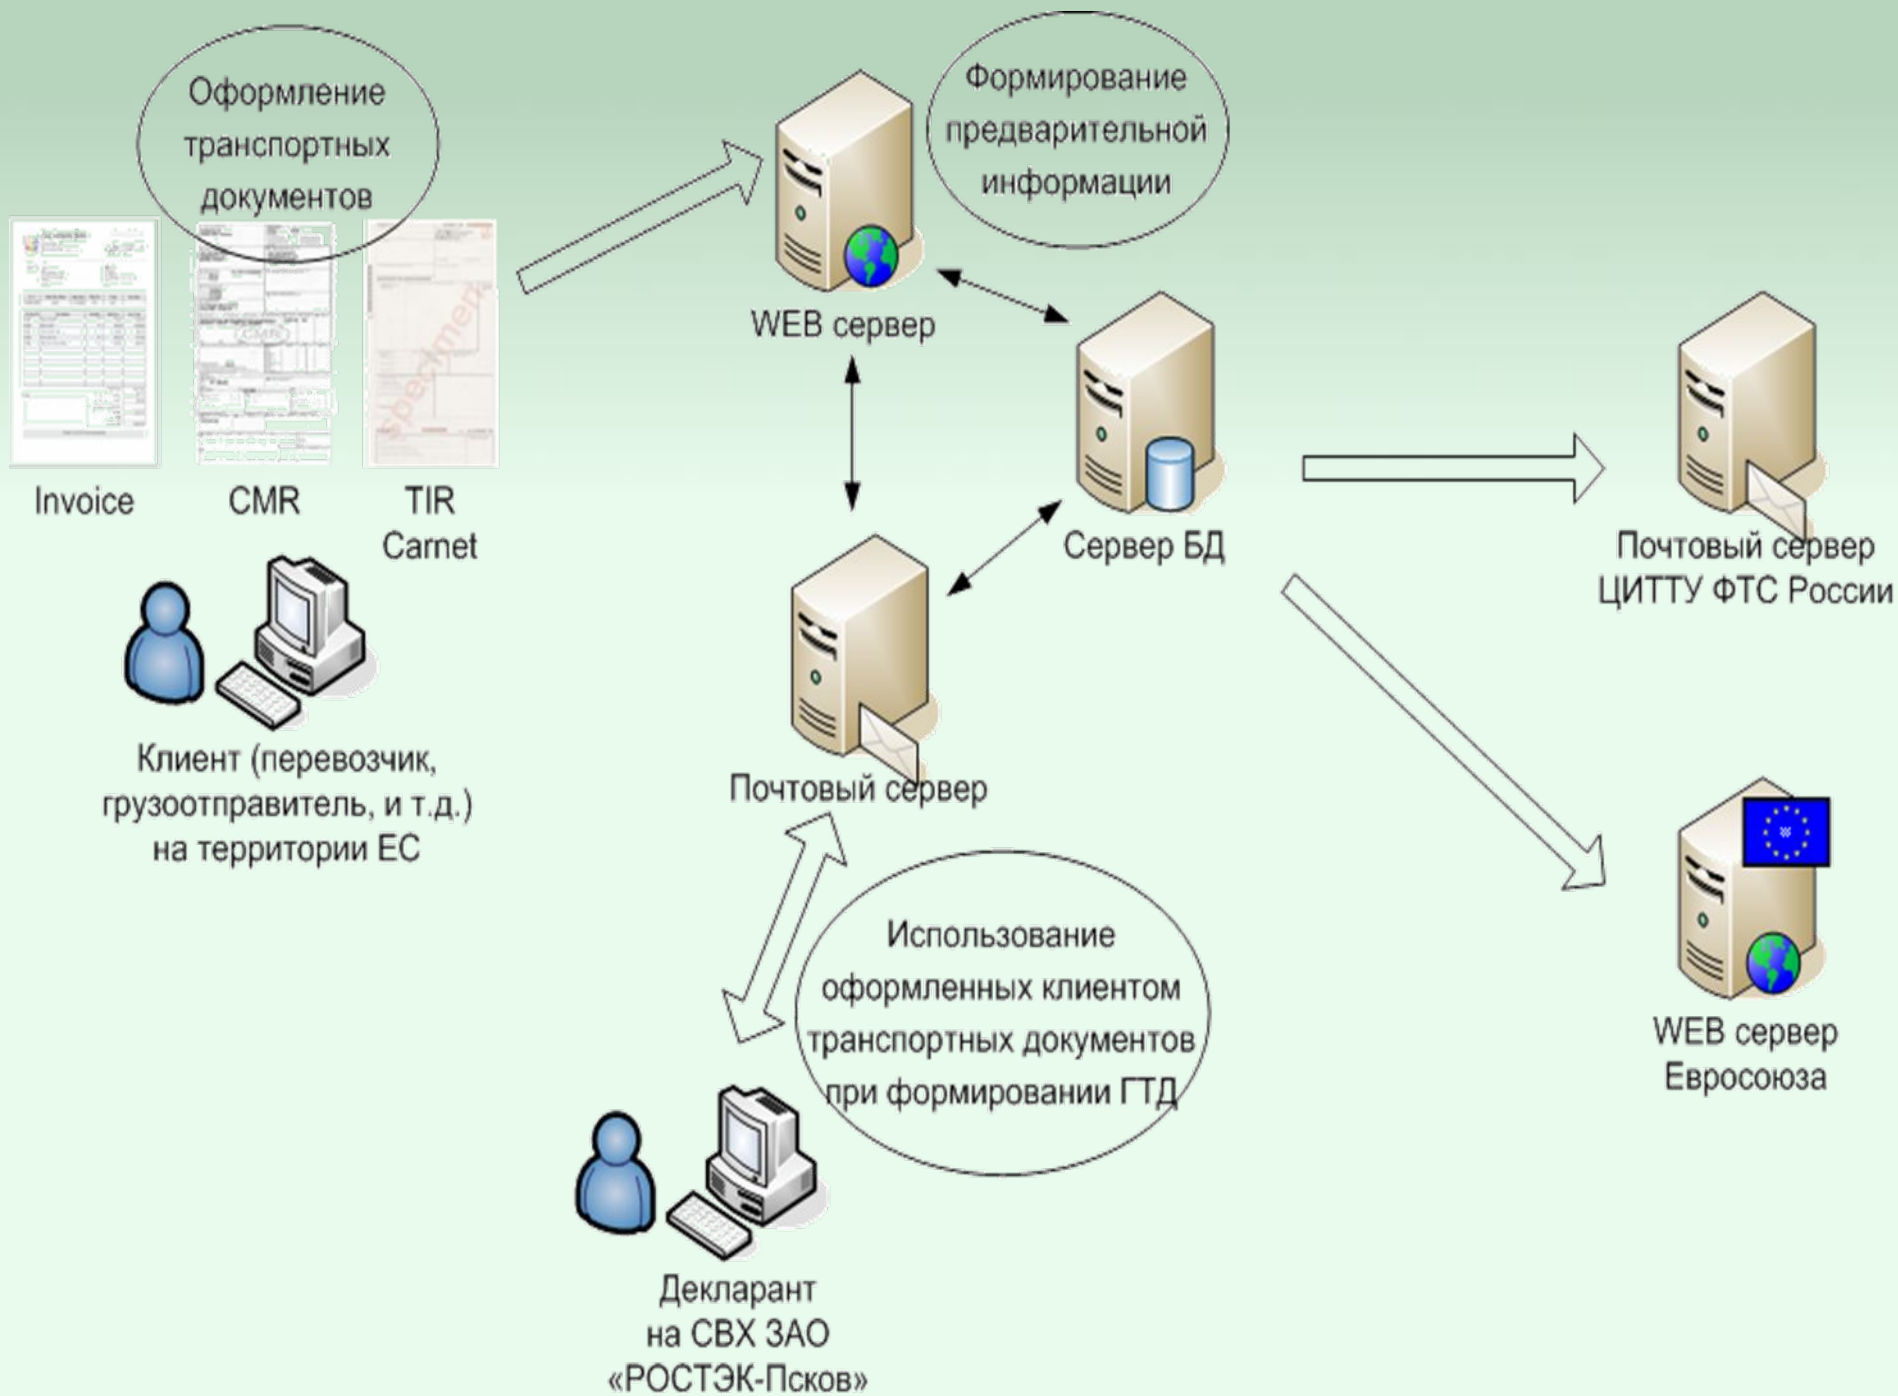 Оформление
транспортных
документов
Формирование
предварительной
информации
specimen
CMR
WEB сервер
Invoice
CMR
TIR
Carnet
Сервер БД
Почтовый сервер
ЦИТТУ ФТС России
Клиент (перевозчик,
грузоотправитель, и т.д.)
на территории ЕС
Почтовый сервер
Использование
оформленных клиентом
транспортных документов
при формировании ГТД
WEB сервер
Евросоюза
Декларант
на СВХ ЗАО
«РОСТЭК-Псков»